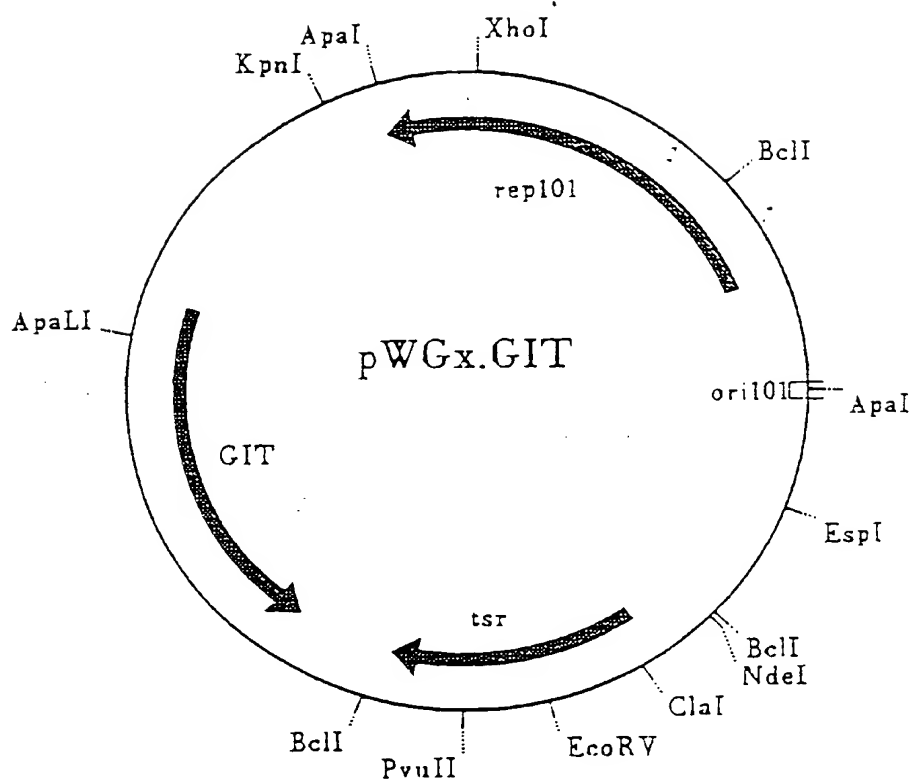 XhoI
ApaI
KpnI
BclI
rep101
ApaLI
pWGx.GIT
ori101
ApaI
GIT
EspI
tsr
BclI
NdeI
ClaI
BclI
EcoRV
PvuII